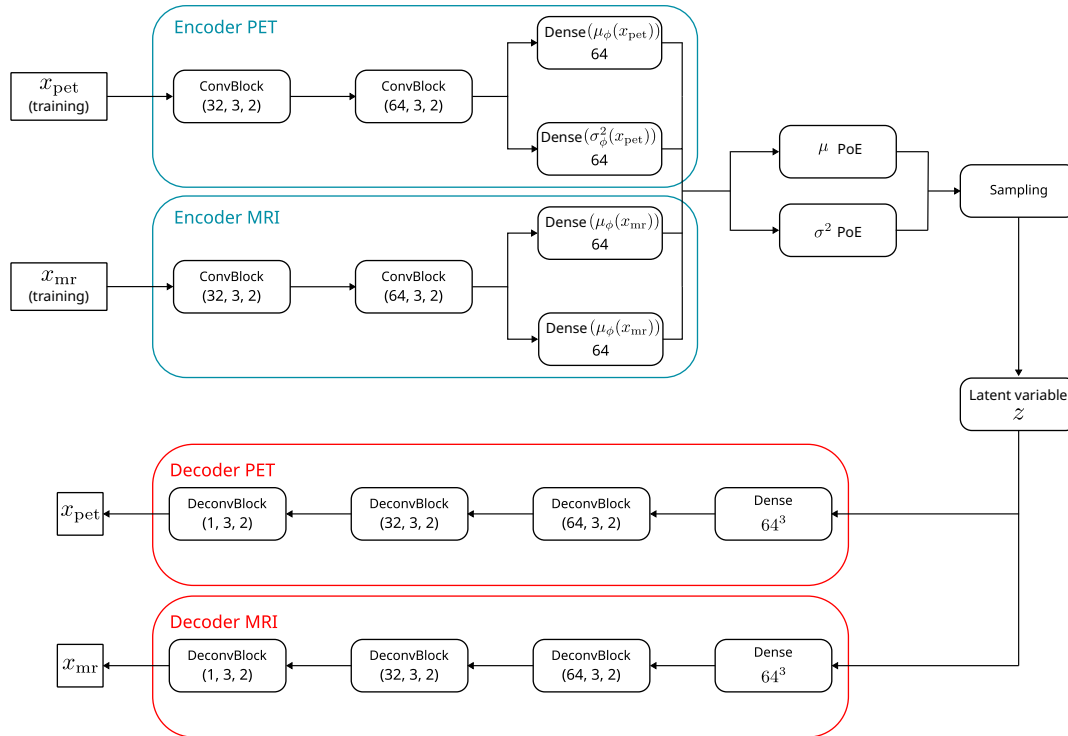 Encoder PET
x_pet
(training)
ConvBlock
(32, 3, 2)
ConvBlock
(64, 3, 2)
Dense(μ_ϕ(x_pet))
64
Dense(σ²_ϕ(x_pet))
64
Encoder MRI
x_mr
(training)
ConvBlock
(32, 3, 2)
ConvBlock
(64, 3, 2)
Dense(μ_ϕ(x_mr))
64
Dense(μ_ϕ(x_mr))
64
μ PoE
σ² PoE
Sampling
Latent variable
z
Decoder PET
x_pet
DeconvBlock
(1, 3, 2)
DeconvBlock
(32, 3, 2)
DeconvBlock
(64, 3, 2)
Dense
64³
Decoder MRI
x_mr
DeconvBlock
(1, 3, 2)
DeconvBlock
(32, 3, 2)
DeconvBlock
(64, 3, 2)
Dense
64³